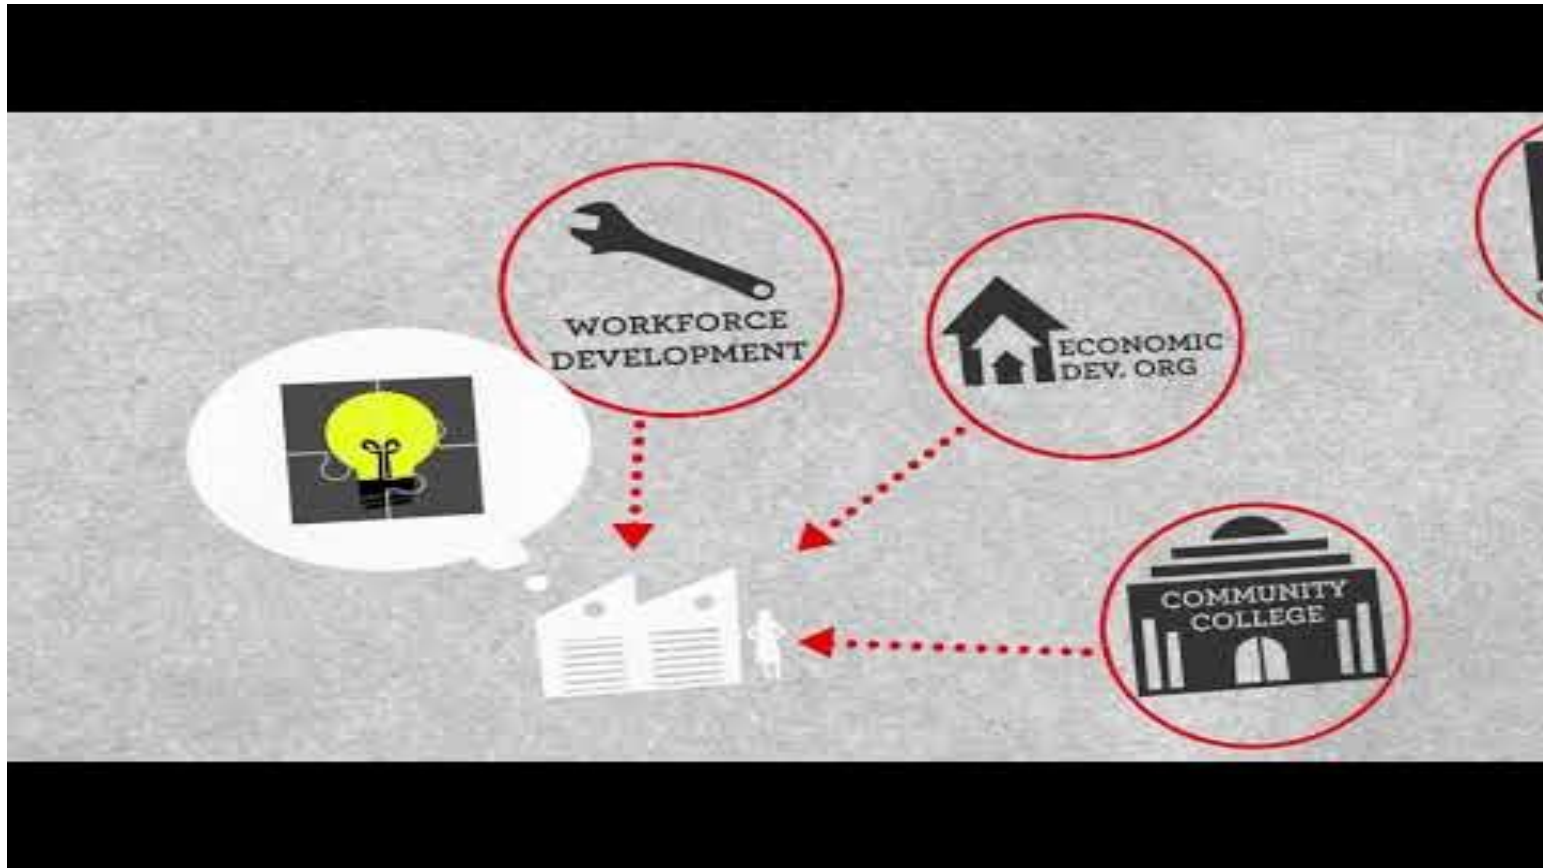 WORKFORCE
DEVELOPMENT
ECONOMIC
DEV. ORG
COMMUNITY
COLLEGE